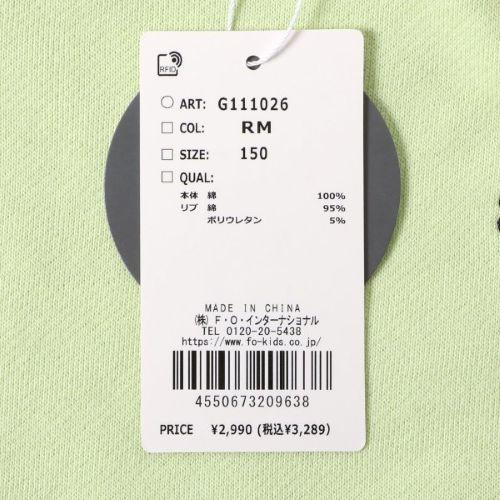 RFID
ART: G111026
COL: RM
SIZE: 150
QUAL:
本体 綿 100%
リブ 綿 95%
ポリウレタン 5%
MADE IN CHINA
(株) F・O・インターナショナル
TEL 0120-20-5438
https://www.fo-kids.co.jp/
4550673209638
PRICE ¥2,990 (税込¥3,289)